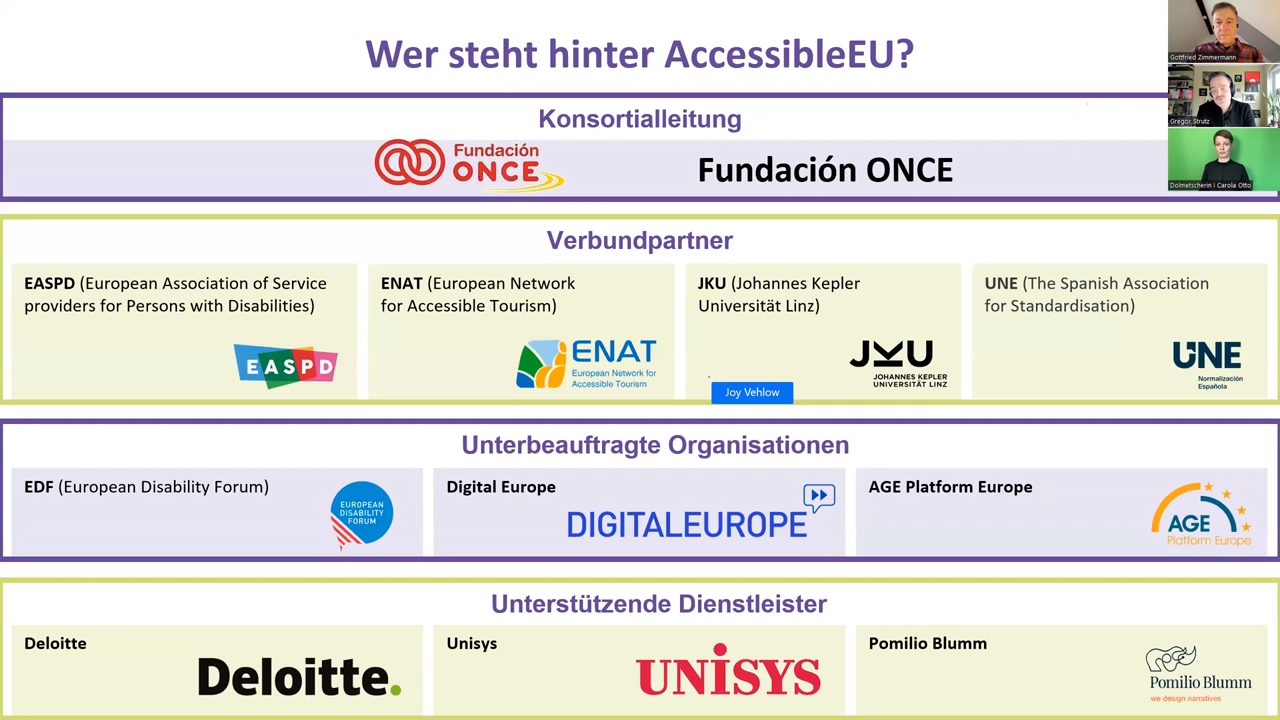 Wer steht hinter AccessibleEU?
Gottfried Zimmermann
Gregor Strutz
Dolmetscherin I Carola Otto
Konsortialleitung
Fundación
ONCE
Fundación ONCE
Verbundpartner
EASPD (European Association of Service
providers for Persons with Disabilities)
EASPD
ENAT (European Network
for Accessible Tourism)
ENAT
European Network for
Accessible Tourism
JKU (Johannes Kepler
Universität Linz)
JKU
JOHANNES KEPLER
UNIVERSITÄT LINZ
Joy Vehlow
UNE (The Spanish Association
for Standardisation)
UNE
Normalización
Española
Unterbeauftragte Organisationen
EDF (European Disability Forum)
EUROPEAN
DISABILITY
FORUM
Digital Europe
DIGITALEUROPE
AGE Platform Europe
AGE
Platform Europe
Unterstützende Dienstleister
Deloitte
Deloitte.
Unisys
UNiSYS
Pomilio Blumm
Pomilio Blumm
we design narratives